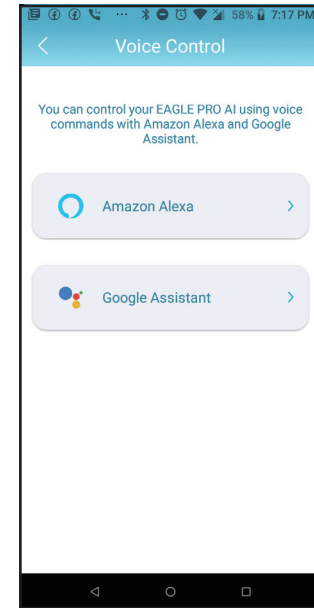 58% 7:17 PM
Voice Control
You can control your EAGLE PRO AI using voice
commands with Amazon Alexa and Google
Assistant.
Amazon Alexa
Google Assistant